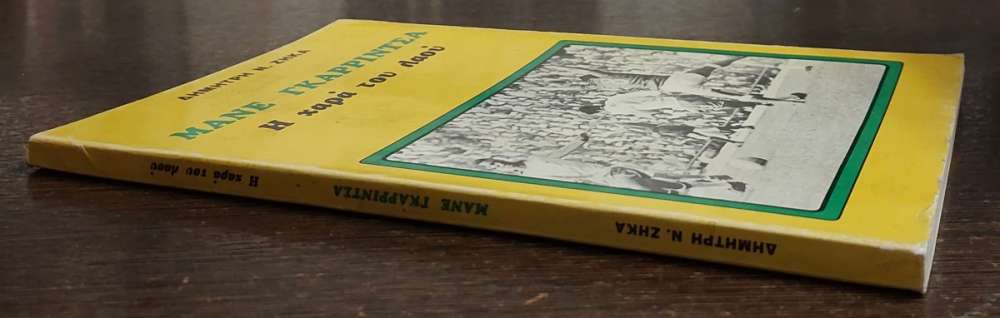 ΔΗΜΗΤΡΗ Ν. ΖΗΚΑ
ΜΑΝΕ ΓΚΑΡΡΙΝΤΣΑ
Η χαρά του λαού
ΔΗΜΗΤΡΗ Ν. ΖΗΚΑ ΜΑΝΕ ΓΚΑΡΡΙΝΤΣΑ Η χαρά του λαού